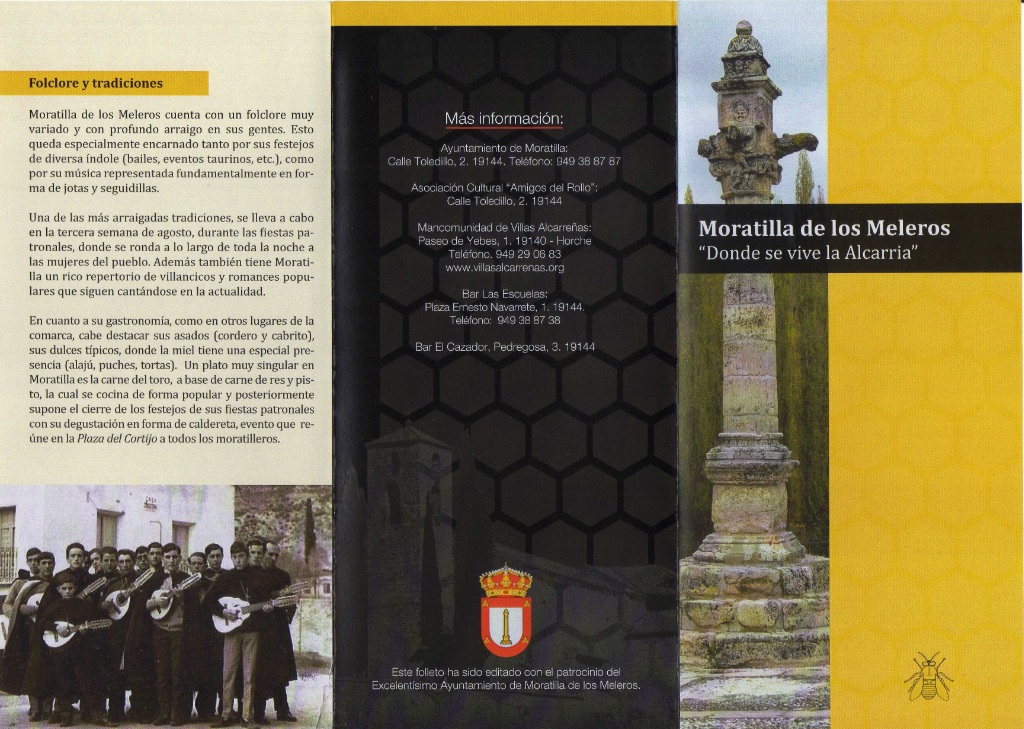 Folclore y tradiciones
Moratilla de los Meleros cuenta con un folclore muy
variado y con profundo arraigo en sus gentes. Esto
queda especialmente encarnado tanto por sus festejos
de diversa índole (bailes, eventos taurinos, etc.), como
por su música representada fundamentalmente en for-
ma de jotas y seguidillas.
Una de las más arraigadas tradiciones, se lleva a cabo
en la tercera semana de agosto, durante las fiestas pa-
tronales, donde se ronda a lo largo de toda la noche a
las mujeres del pueblo. Además también tiene Morati-
lla un rico repertorio de villancicos y romances popu-
lares que siguen cantándose en la actualidad.
En cuanto a su gastronomía, como en otros lugares de la
comarca, cabe destacar sus asados (cordero y cabrito),
sus dulces típicos, donde la miel tiene una especial pre-
sencia (alajú, puches, tortas). Un plato muy singular en
Moratilla es la carne del toro, a base de carne de res y pis-
to, la cual se cocina de forma popular y posteriormente
supone el cierre de los festejos de sus fiestas patronales
con su degustación en forma de caldereta, evento que re-
úne en la Plaza del Cortijo a todos los moratilleros.
Más información:
Ayuntamiento de Moratilla:
Calle Toledillo, 2. 19144, Teléfono: 949 38 87 87
Asociación Cultural "Amigos del Rollo":
Calle Toledillo, 2. 19144
Mancomunidad de Villas Alcarreñas:
Paseo de Yebes, 1. 19140 - Horche
Teléfono. 949 29 06 83
www.villasalcarrenas.org
Bar Las Escuelas:
Plaza Ernesto Navarrete, 1. 19144.
Teléfono: 949 38 87 38
Bar El Cazador, Pedregosa, 3. 19144
Este folleto ha sido editado con el patrocinio del
Excelentísimo Ayuntamiento de Moratilla de los Meleros.
Moratilla de los Meleros
"Donde se vive la Alcarria"